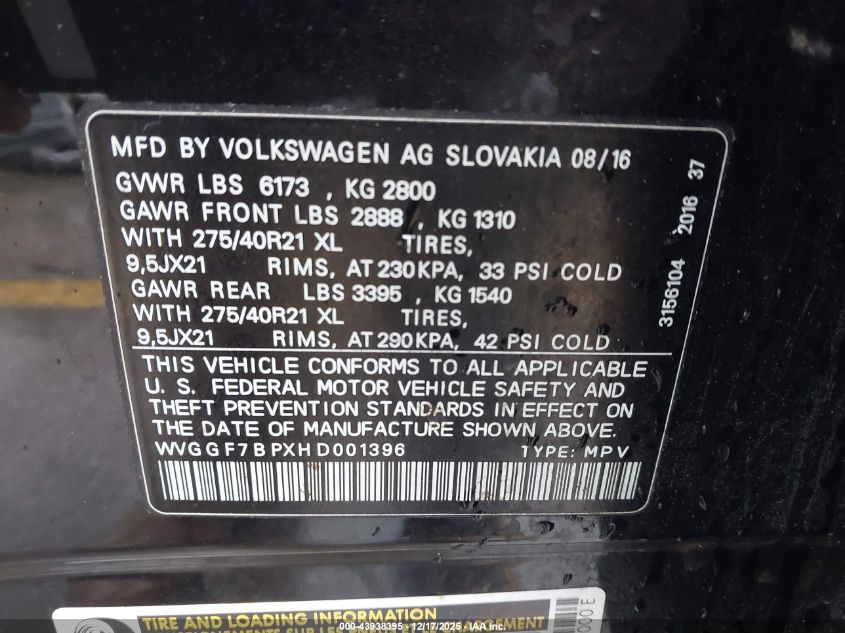 MFD BY VOLKSWAGEN AG SLOVAKIA 08/16
GVWR LBS 6173 , KG 2800
GAWR FRONT LBS 2888 , KG 1310
WITH 275/40R21 XL TIRES,
9,5JX21 RIMS, AT 230KPA, 33 PSI COLD
GAWR REAR LBS 3395 , KG 1540
WITH 275/40R21 XL TIRES,
9,5JX21 RIMS, AT 290KPA, 42 PSI COLD
THIS VEHICLE CONFORMS TO ALL APPLICABLE
U. S. FEDERAL MOTOR VEHICLE SAFETY AND
THEFT PREVENTION STANDARDS IN EFFECT ON
THE DATE OF MANUFACTURE SHOWN ABOVE.
WVGGF7BPXHD001396 TYPE: MPV
3156104 2016 37
TIRE AND LOADING INFORMATION
000 E
000-43938395 - 12/17/2025 - IAA Inc.